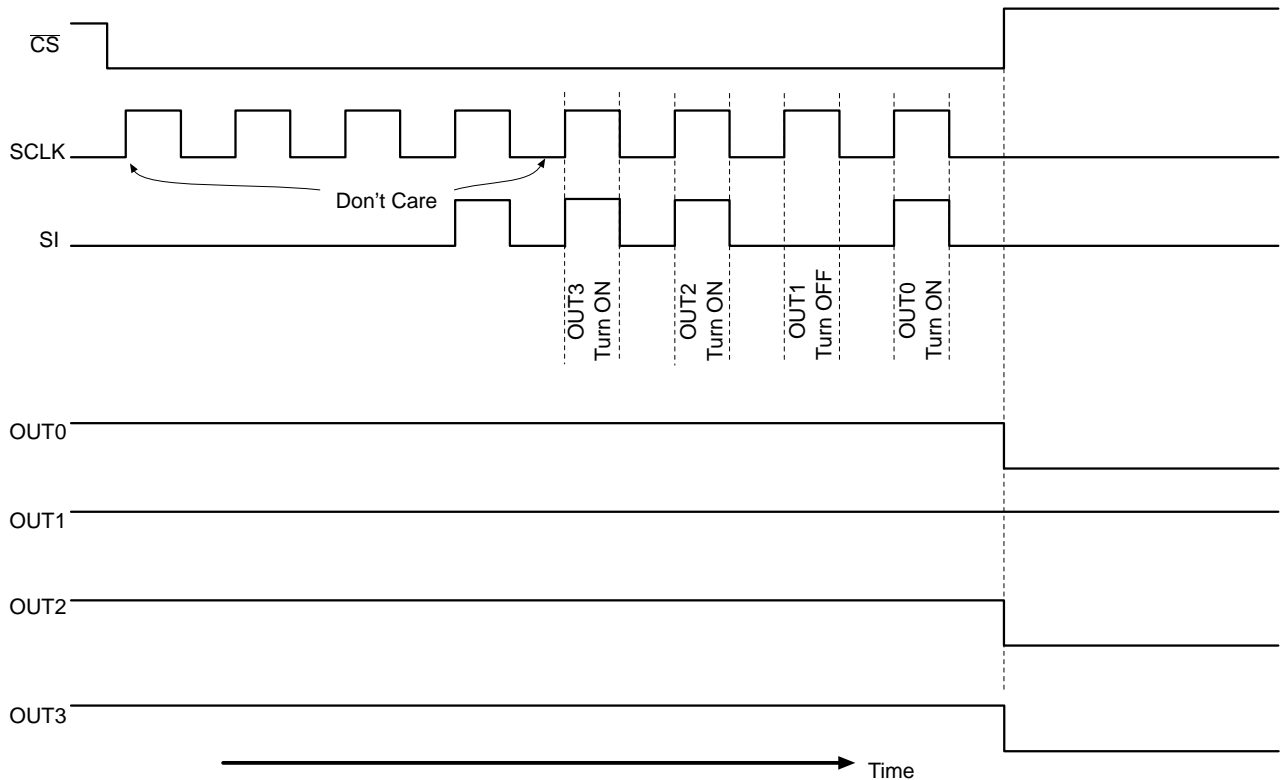 C̅S̅
SCLK
Don't Care
SI
OUT3
Turn ON
OUT2
Turn ON
OUT1
Turn OFF
OUT0
Turn ON
OUT0
OUT1
OUT2
OUT3
Time